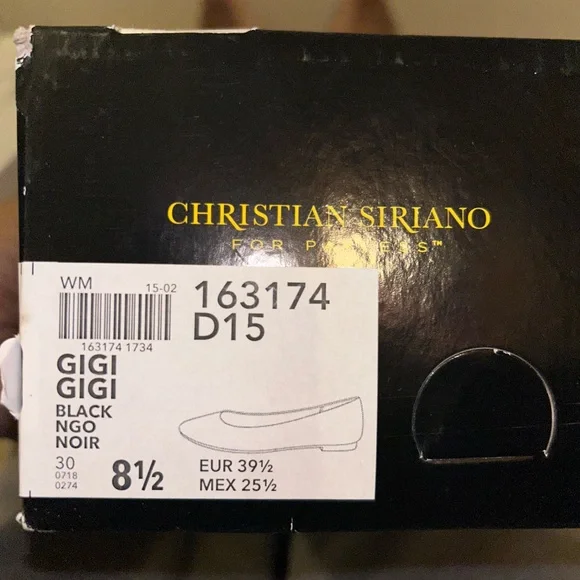 CHRISTIAN SIRIANO
FOR PAYLESS™
WM
15-02
163174
D15
163174 1734
GIGI
GIGI
BLACK
NGO
NOIR
30
0718
0274
8½
EUR 39½
MEX 25½